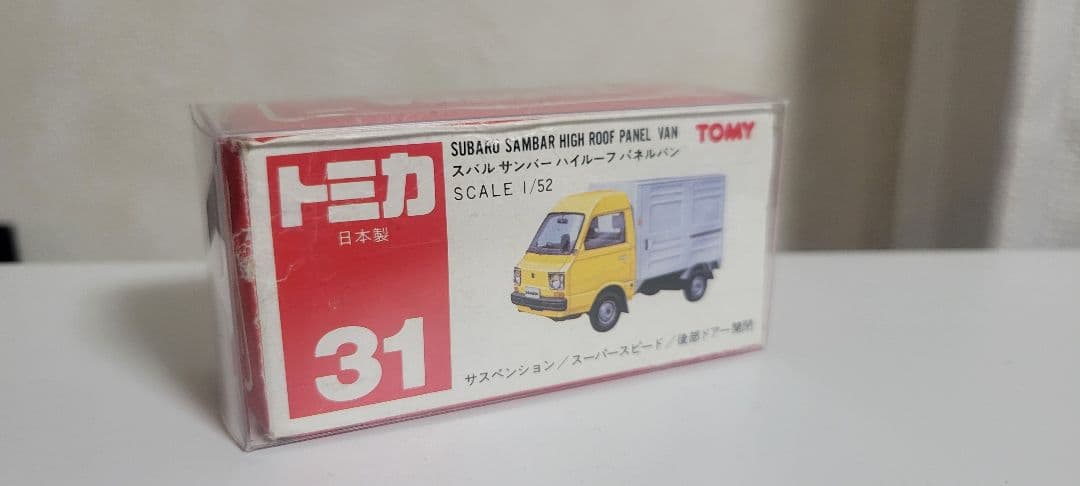 トミカ
日本製
31
SUBARU SAMBAR HIGH ROOF PANEL VAN
スバル サンバー ハイルーフ パネルバン
SCALE 1/52
TOMY
サスペンション/スーパースピード/後部ドアー開閉